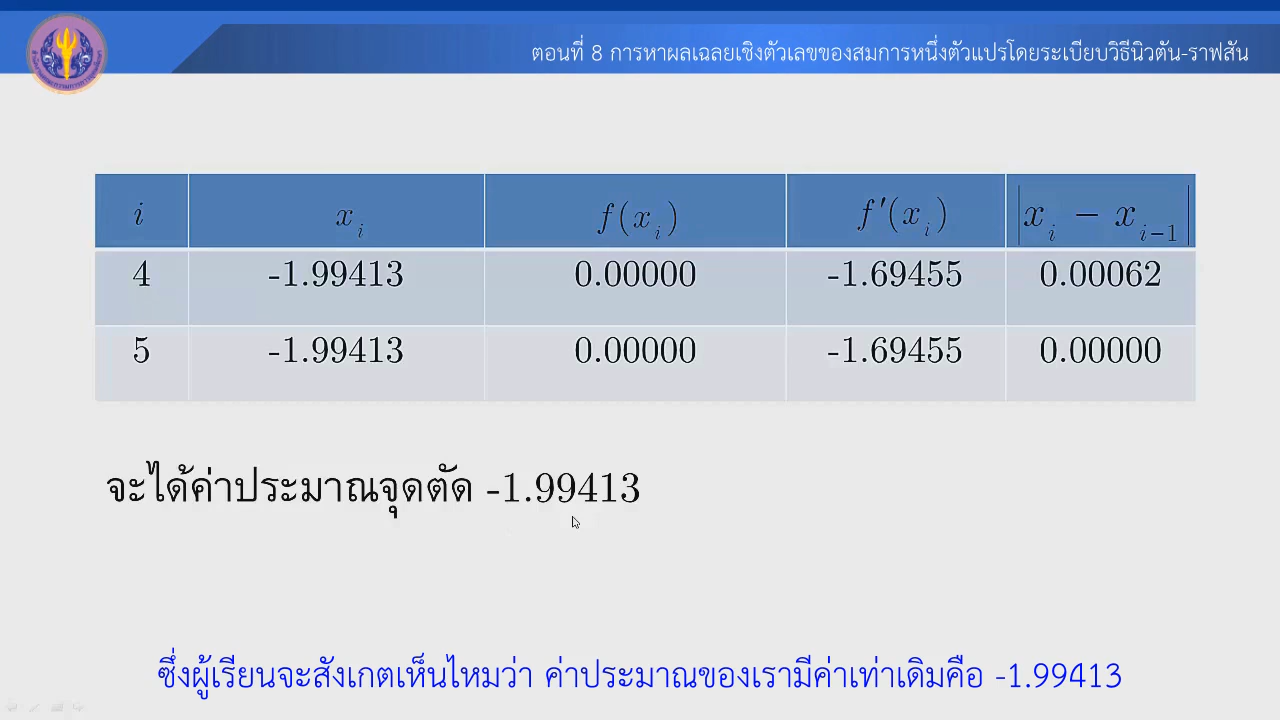 ตอนที่ 8 การหาผลเฉลยเชิงตัวเลขของสมการหนึ่งตัวแปรโดยระเบียบวิธีนิวตัน-ราฟสัน
i x_i f(x_i) f'(x_i) |x_i − x_{i−1}|
4 -1.99413 0.00000 -1.69455 0.00062
5 -1.99413 0.00000 -1.69455 0.00000
จะได้ค่าประมาณจุดตัด -1.99413
ซึ่งผู้เรียนจะสังเกตเห็นไหมว่า ค่าประมาณของเรามีค่าเท่าเดิมคือ -1.99413